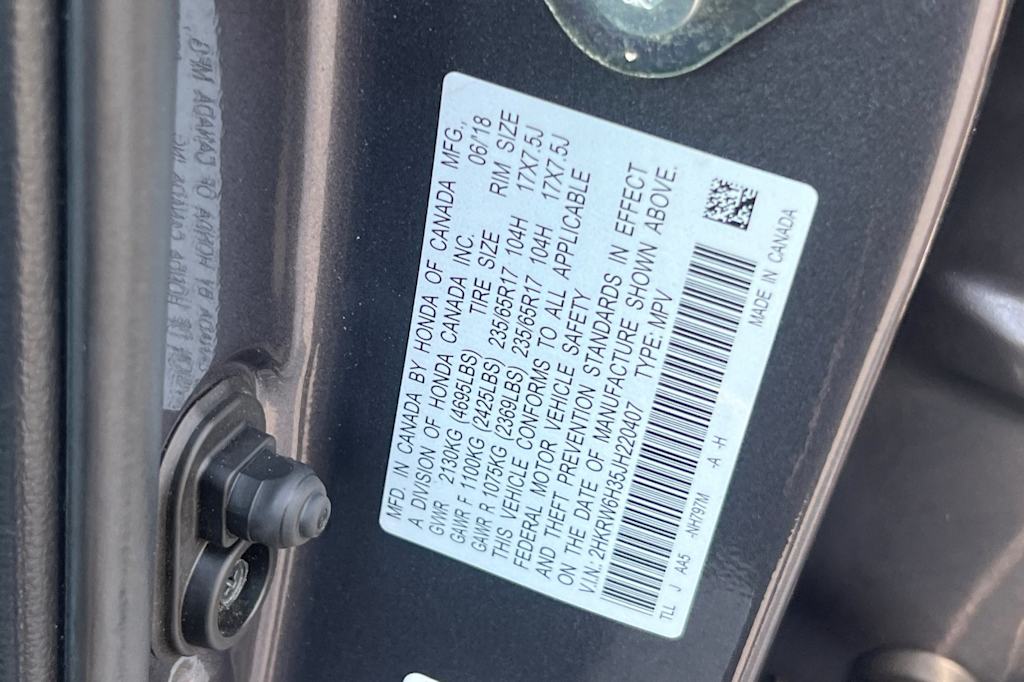 MFD. IN CANADA BY HONDA OF CANADA MFG.,
A DIVISION OF HONDA CANADA INC. 06/18
GVWR 2130KG (4695LBS) TIRE SIZE RIM SIZE
GAWR F 1100KG (2425LBS) 235/65R17 104H 17X7.5J
GAWR R 1075KG (2369LBS) 235/65R17 104H 17X7.5J
THIS VEHICLE CONFORMS TO ALL APPLICABLE
FEDERAL MOTOR VEHICLE SAFETY
AND THEFT PREVENTION STANDARDS IN EFFECT
ON THE DATE OF MANUFACTURE SHOWN ABOVE.
V.I.N.: 2HKRW6H35JH220407 TYPE: MPV
TLL J AA5 -NH797M -A -H
MADE IN CANADA